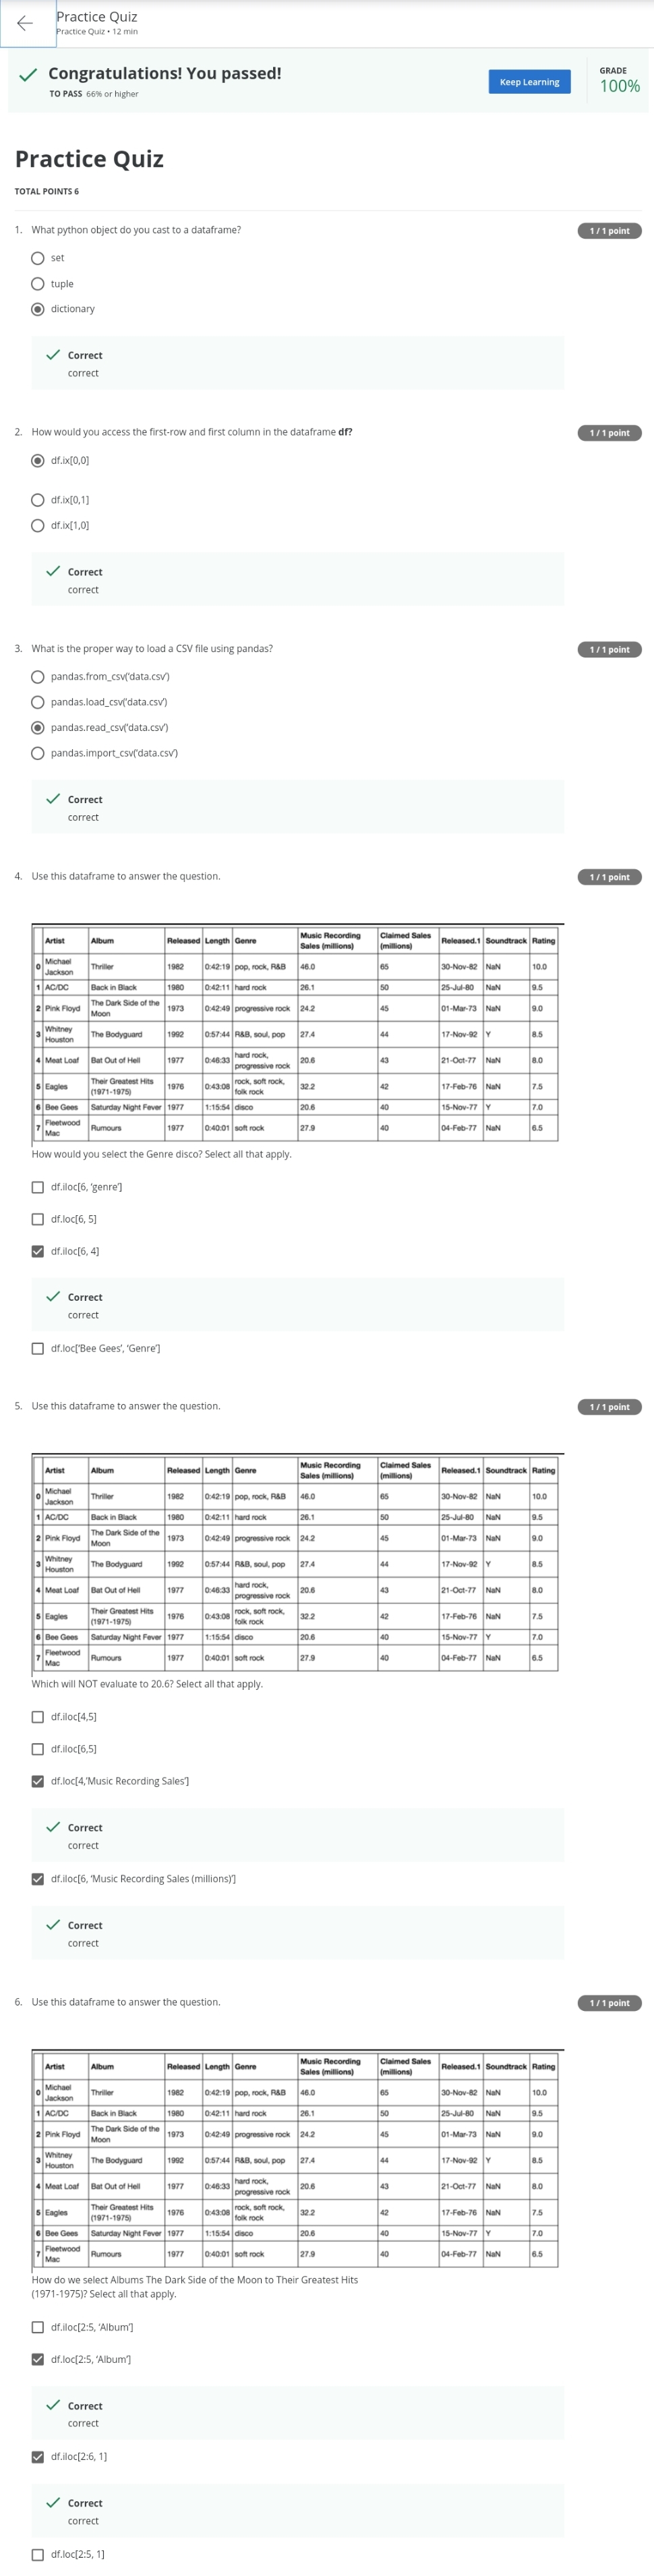 Practice Quiz
Practice Quiz • 12 min
Congratulations! You passed!
TO PASS 66% or higher
Keep Learning
GRADE
100%
Practice Quiz
TOTAL POINTS 6
1. What python object do you cast to a dataframe?
1 / 1 point
set
tuple
dictionary
Correct
correct
2. How would you access the first-row and first column in the dataframe df?
1 / 1 point
df.ix[0,0]
df.ix[0,1]
df.ix[1,0]
Correct
correct
3. What is the proper way to load a CSV file using pandas?
1 / 1 point
pandas.from_csv('data.csv')
pandas.load_csv('data.csv')
pandas.read_csv('data.csv')
pandas.import_csv('data.csv')
Correct
correct
4. Use this dataframe to answer the question.
1 / 1 point
Artist Album Released Length Genre Music Recording Sales (millions) Claimed Sales (millions) Released.1 Soundtrack Rating
0 Michael Jackson Thriller 1982 0:42:19 pop, rock, R&B 46.0 65 30-Nov-82 NaN 10.0
1 AC/DC Back in Black 1980 0:42:11 hard rock 26.1 50 25-Jul-80 NaN 9.5
2 Pink Floyd The Dark Side of the Moon 1973 0:42:49 progressive rock 24.2 45 01-Mar-73 NaN 9.0
3 Whitney Houston The Bodyguard 1992 0:57:44 R&B, soul, pop 27.4 44 17-Nov-92 Y 8.5
4 Meat Loaf Bat Out of Hell 1977 0:46:33 hard rock, progressive rock 20.6 43 21-Oct-77 NaN 8.0
5 Eagles Their Greatest Hits (1971-1975) 1976 0:43:08 rock, soft rock, folk rock 32.2 42 17-Feb-76 NaN 7.5
6 Bee Gees Saturday Night Fever 1977 1:15:54 disco 20.6 40 15-Nov-77 Y 7.0
7 Fleetwood Mac Rumours 1977 0:40:01 soft rock 27.9 40 04-Feb-77 NaN 6.5
How would you select the Genre disco? Select all that apply.
df.iloc[6, 'genre']
df.loc[6, 5]
df.iloc[6, 4]
Correct
correct
df.loc['Bee Gees', 'Genre']
5. Use this dataframe to answer the question.
1 / 1 point
Artist Album Released Length Genre Music Recording Sales (millions) Claimed Sales (millions) Released.1 Soundtrack Rating
0 Michael Jackson Thriller 1982 0:42:19 pop, rock, R&B 46.0 65 30-Nov-82 NaN 10.0
1 AC/DC Back in Black 1980 0:42:11 hard rock 26.1 50 25-Jul-80 NaN 9.5
2 Pink Floyd The Dark Side of the Moon 1973 0:42:49 progressive rock 24.2 45 01-Mar-73 NaN 9.0
3 Whitney Houston The Bodyguard 1992 0:57:44 R&B, soul, pop 27.4 44 17-Nov-92 Y 8.5
4 Meat Loaf Bat Out of Hell 1977 0:46:33 hard rock, progressive rock 20.6 43 21-Oct-77 NaN 8.0
5 Eagles Their Greatest Hits (1971-1975) 1976 0:43:08 rock, soft rock, folk rock 32.2 42 17-Feb-76 NaN 7.5
6 Bee Gees Saturday Night Fever 1977 1:15:54 disco 20.6 40 15-Nov-77 Y 7.0
7 Fleetwood Mac Rumours 1977 0:40:01 soft rock 27.9 40 04-Feb-77 NaN 6.5
Which will NOT evaluate to 20.6? Select all that apply.
df.iloc[4,5]
df.iloc[6,5]
df.loc[4,'Music Recording Sales']
Correct
correct
df.iloc[6, 'Music Recording Sales (millions)']
Correct
correct
6. Use this dataframe to answer the question.
1 / 1 point
Artist Album Released Length Genre Music Recording Sales (millions) Claimed Sales (millions) Released.1 Soundtrack Rating
0 Michael Jackson Thriller 1982 0:42:19 pop, rock, R&B 46.0 65 30-Nov-82 NaN 10.0
1 AC/DC Back in Black 1980 0:42:11 hard rock 26.1 50 25-Jul-80 NaN 9.5
2 Pink Floyd The Dark Side of the Moon 1973 0:42:49 progressive rock 24.2 45 01-Mar-73 NaN 9.0
3 Whitney Houston The Bodyguard 1992 0:57:44 R&B, soul, pop 27.4 44 17-Nov-92 Y 8.5
4 Meat Loaf Bat Out of Hell 1977 0:46:33 hard rock, progressive rock 20.6 43 21-Oct-77 NaN 8.0
5 Eagles Their Greatest Hits (1971-1975) 1976 0:43:08 rock, soft rock, folk rock 32.2 42 17-Feb-76 NaN 7.5
6 Bee Gees Saturday Night Fever 1977 1:15:54 disco 20.6 40 15-Nov-77 Y 7.0
7 Fleetwood Mac Rumours 1977 0:40:01 soft rock 27.9 40 04-Feb-77 NaN 6.5
How do we select Albums The Dark Side of the Moon to Their Greatest Hits
(1971-1975)? Select all that apply.
df.iloc[2:5, 'Album']
df.loc[2:5, 'Album']
Correct
correct
df.iloc[2:6, 1]
Correct
correct
df.loc[2:5, 1]